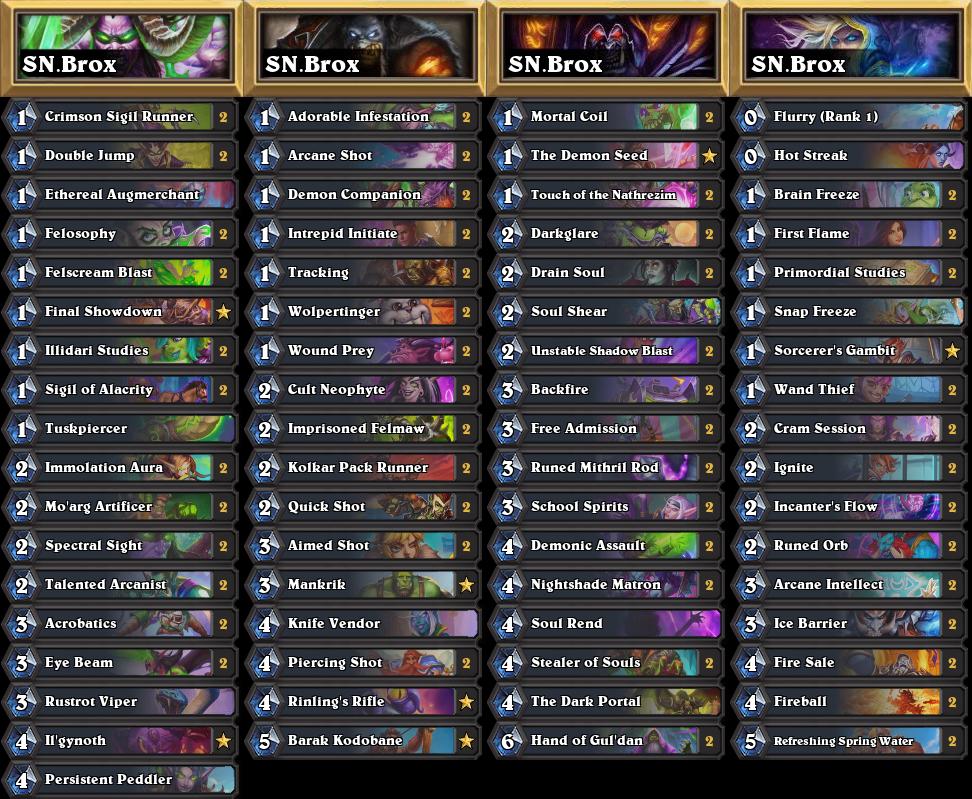 SN.Brox
1 Crimson Sigil Runner 2
1 Double Jump 2
1 Ethereal Augmerchant
1 Felosophy 2
1 Felscream Blast 2
1 Final Showdown
1 Illidari Studies 2
1 Sigil of Alacrity 2
1 Tuskpiercer
2 Immolation Aura 2
2 Mo'arg Artificer 2
2 Spectral Sight 2
2 Talented Arcanist 2
3 Acrobatics 2
3 Eye Beam 2
3 Rustrot Viper
4 Il'gynoth
4 Persistent Peddler
SN.Brox
1 Adorable Infestation 2
1 Arcane Shot 2
1 Demon Companion 2
1 Intrepid Initiate 2
1 Tracking 2
1 Wolpertinger 2
1 Wound Prey 2
2 Cult Neophyte 2
2 Imprisoned Felmaw 2
2 Kolkar Pack Runner 2
2 Quick Shot 2
3 Aimed Shot 2
3 Mankrik
4 Knife Vendor
4 Piercing Shot 2
4 Rinling's Rifle
5 Barak Kodobane
SN.Brox
1 Mortal Coil 2
1 The Demon Seed
1 Touch of the Nathrezim 2
2 Darkglare 2
2 Drain Soul 2
2 Soul Shear
2 Unstable Shadow Blast 2
3 Backfire 2
3 Free Admission 2
3 Runed Mithril Rod 2
3 School Spirits 2
4 Demonic Assault 2
4 Nightshade Matron 2
4 Soul Rend
4 Stealer of Souls 2
4 The Dark Portal
6 Hand of Gul'dan 2
SN.Brox
0 Flurry (Rank 1)
0 Hot Streak
1 Brain Freeze 2
1 First Flame 2
1 Primordial Studies 2
1 Snap Freeze
1 Sorcerer's Gambit
1 Wand Thief 2
2 Cram Session 2
2 Ignite 2
2 Incanter's Flow 2
2 Runed Orb 2
3 Arcane Intellect 2
3 Ice Barrier 2
4 Fire Sale 2
4 Fireball 2
5 Refreshing Spring Water 2